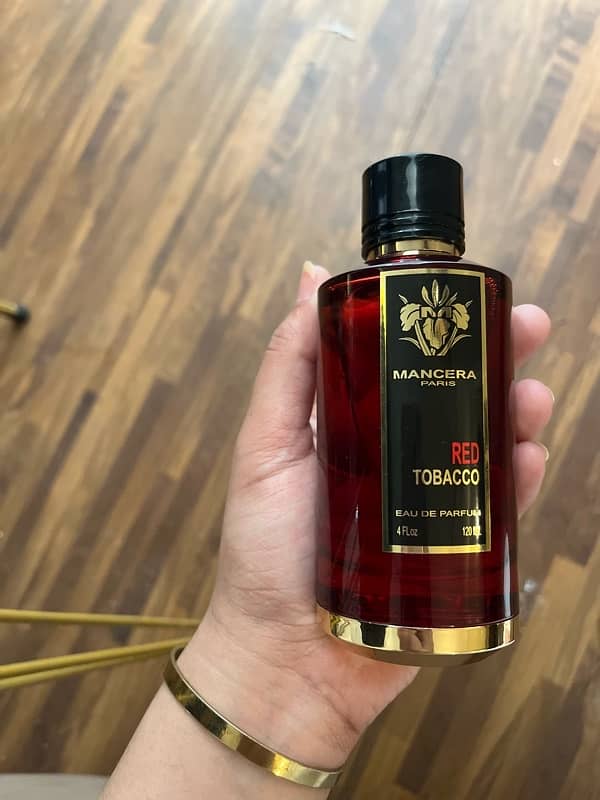 MANCERA
PARIS
RED
TOBACCO
EAU DE PARFUM
4 FL.oz 120 ML